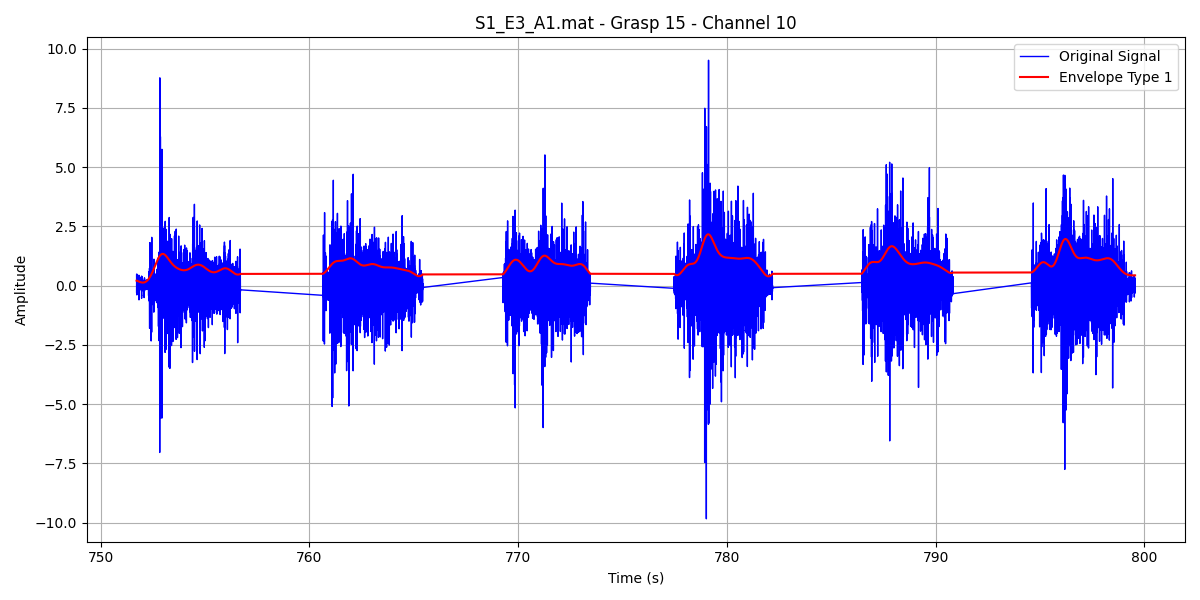 S1_E3_A1.mat - Grasp 15 - Channel 10
Original Signal
Envelope Type 1
Amplitude
10.0
7.5
5.0
2.5
0.0
−2.5
−5.0
−7.5
−10.0
750 760 770 780 790 800
Time (s)